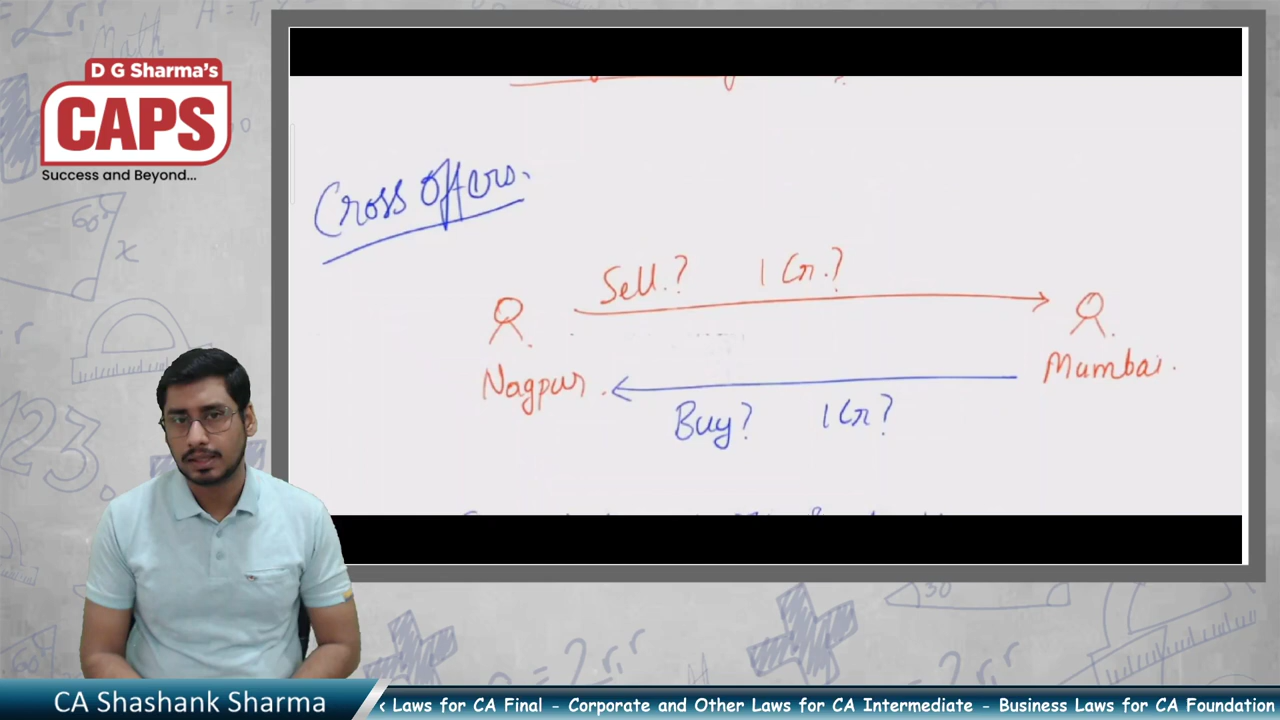 D G Sharma's
CAPS
Success and Beyond...
Cross Offers.
Sell.? 1 Cr.?
Nagpur.
Mumbai.
Buy? 1 Cr?
CA Shashank Sharma
Laws for CA Final - Corporate and Other Laws for CA Intermediate - Business Laws for CA Foundation